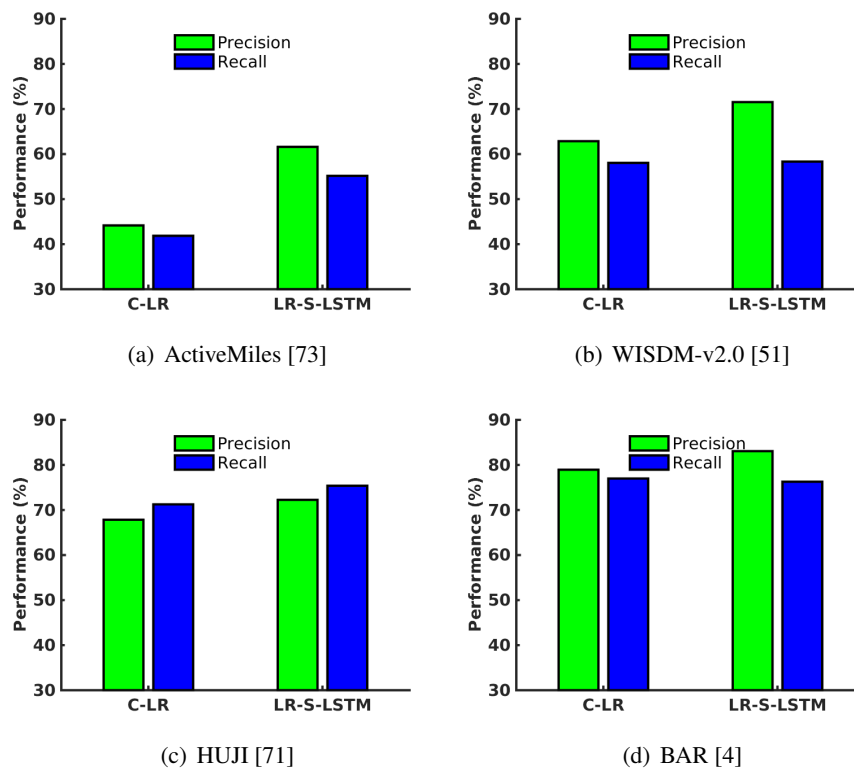 90
80
70
60
50
40
30
Performance (%)
Precision
Recall
C-LR
LR-S-LSTM
(a) ActiveMiles [73]
90
80
70
60
50
40
30
Performance (%)
Precision
Recall
C-LR
LR-S-LSTM
(b) WISDM-v2.0 [51]
90
80
70
60
50
40
30
Performance (%)
Precision
Recall
C-LR
LR-S-LSTM
(c) HUJI [71]
90
80
70
60
50
40
30
Performance (%)
Precision
Recall
C-LR
LR-S-LSTM
(d) BAR [4]